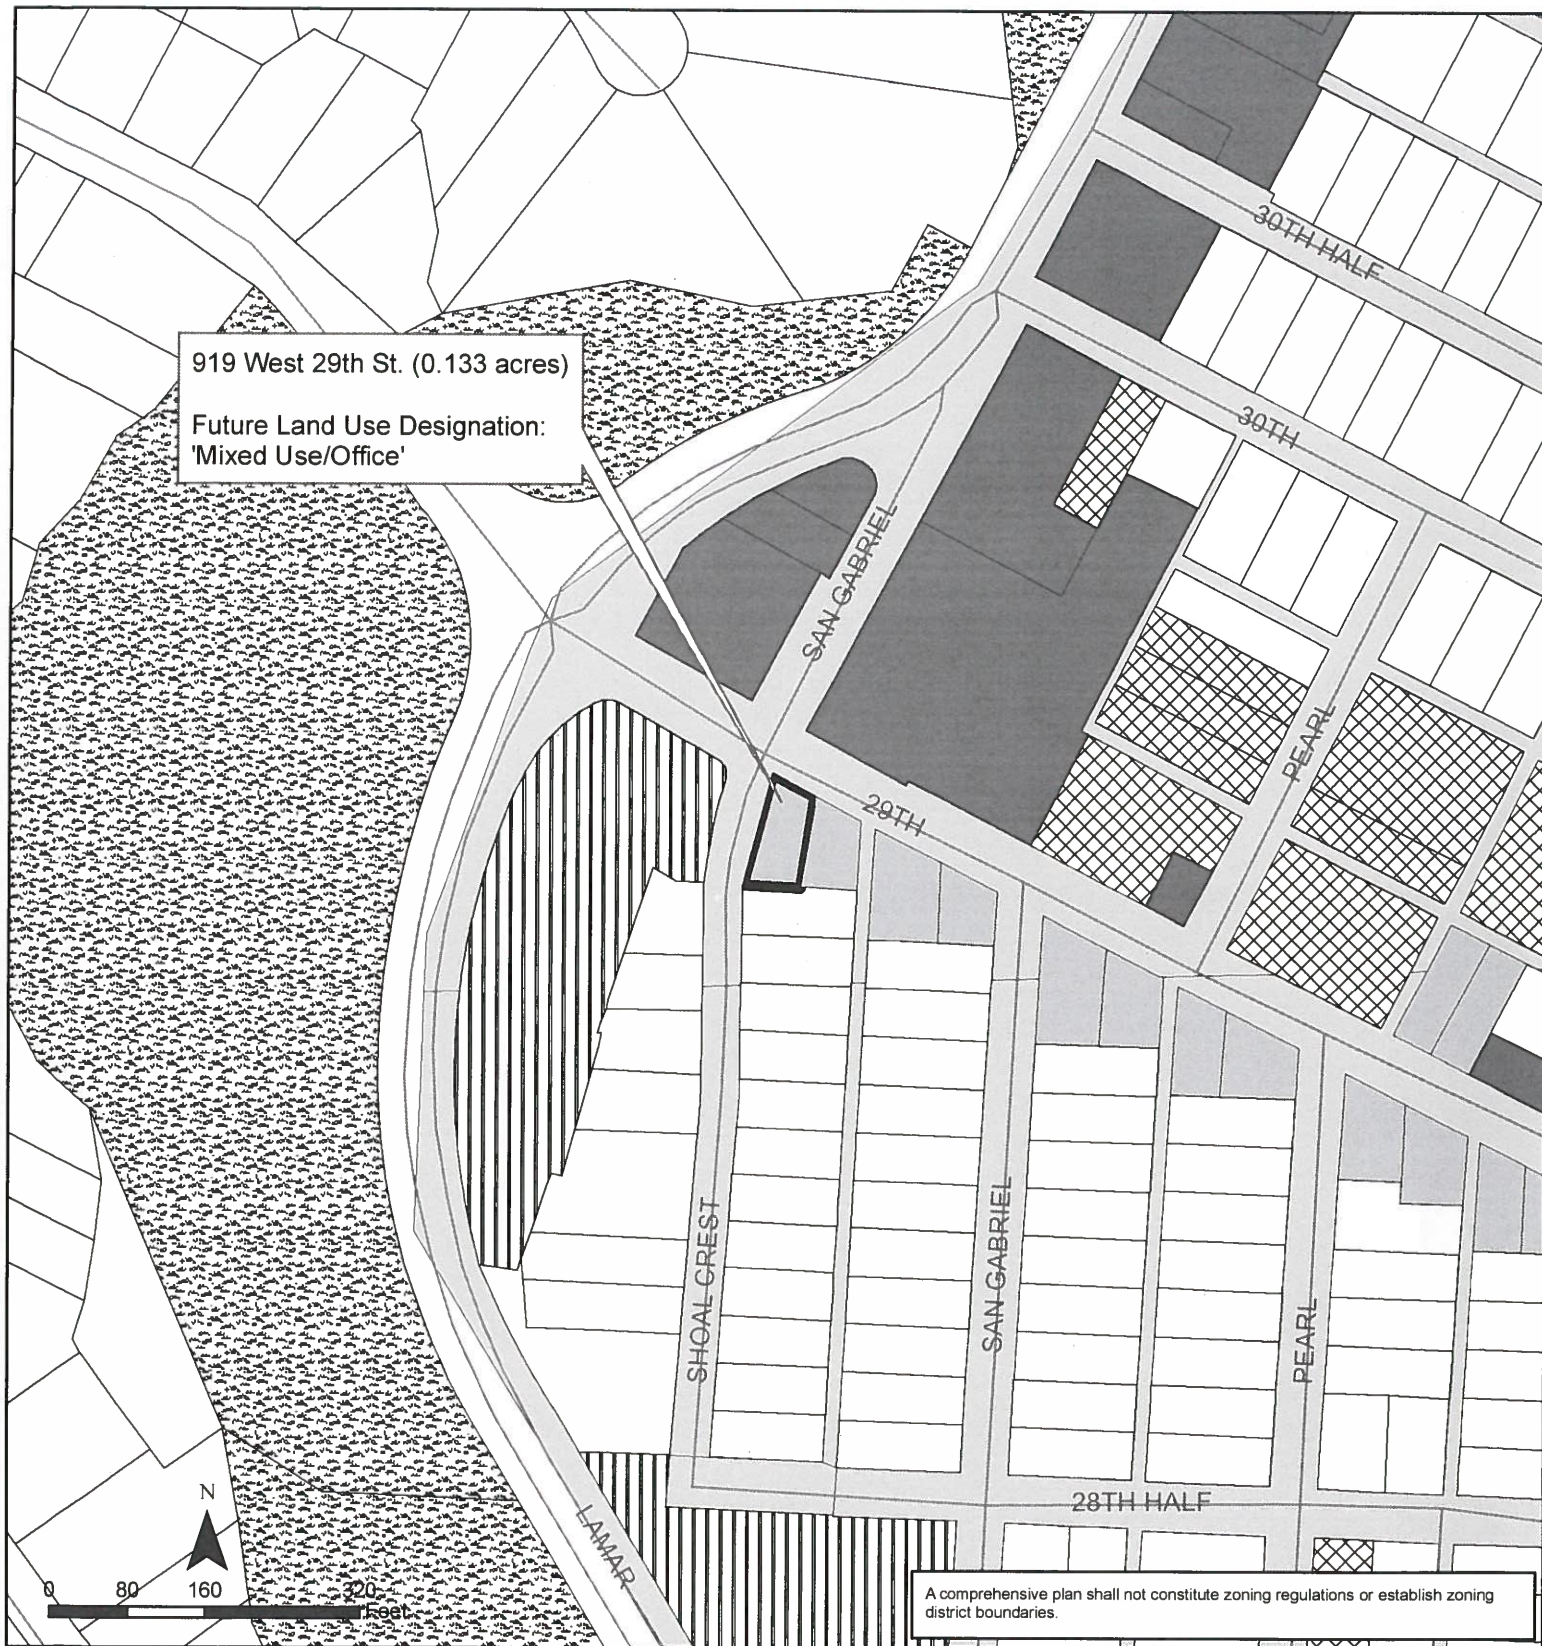 30TH HALF
919 West 29th St. (0.133 acres)
Future Land Use Designation:
'Mixed Use/Office'
30TH
SAN GABRIEL
PEARL
29TH
SHOAL CREST
SAN GABRIEL
PEARL
28TH HALF
LAMAR
N
0 80 160 320
Feet
A comprehensive plan shall not constitute zoning regulations or establish zoning
district boundaries.